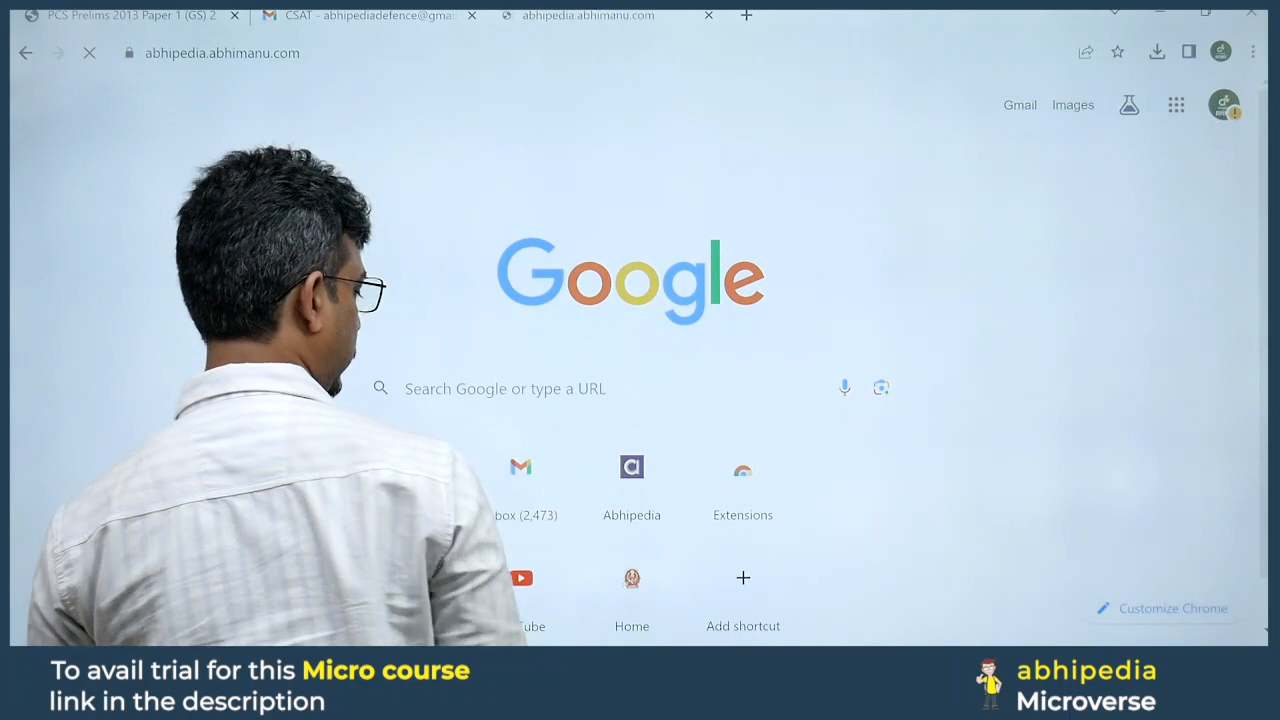 PCS Prelims 2013 Paper 1 (GS) 2
CSAT - abhipediadefence@gmai
abhipedia.abhimanu.com
abhipedia.abhimanu.com
Gmail Images
Google
Search Google or type a URL
box (2,473)
Abhipedia
Extensions
ube
Home
Add shortcut
Customize Chrome
To avail trial for this Micro course
link in the description
abhipedia
Microverse